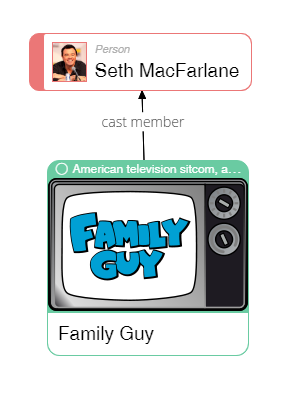 Person
Seth MacFarlane
cast member
American television sitcom, a…
FAMILY
GUY
Family Guy